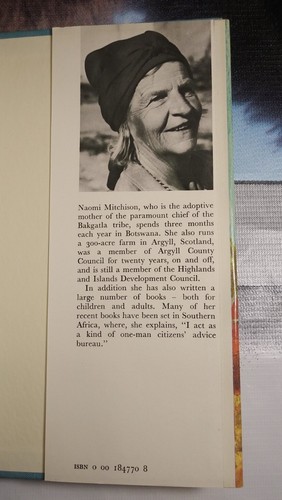 Naomi Mitchison, who is the adoptive
mother of the paramount chief of the
Bakgatla tribe, spends three months
each year in Botswana. She also runs
a 300-acre farm in Argyll, Scotland,
was a member of Argyll County
Council for twenty years, on and off,
and is still a member of the Highlands
and Islands Development Council.
In addition she has also written a
large number of books – both for
children and adults. Many of her
recent books have been set in Southern
Africa, where, she explains, "I act as
a kind of one-man citizens' advice
bureau."
ISBN 0 00 184770 8